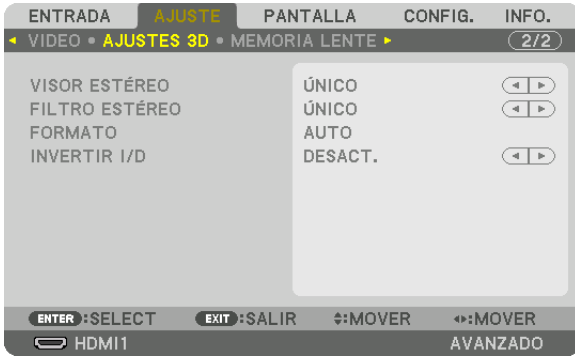 ENTRADA AJUSTE PANTALLA CONFIG. INFO.
VIDEO • AJUSTES 3D • MEMORIA LENTE 2/2
VISOR ESTÉREO ÚNICO
FILTRO ESTÉREO ÚNICO
FORMATO AUTO
INVERTIR I/D DESACT.
ENTER :SELECT EXIT :SALIR :MOVER :MOVER
HDMI1 AVANZADO